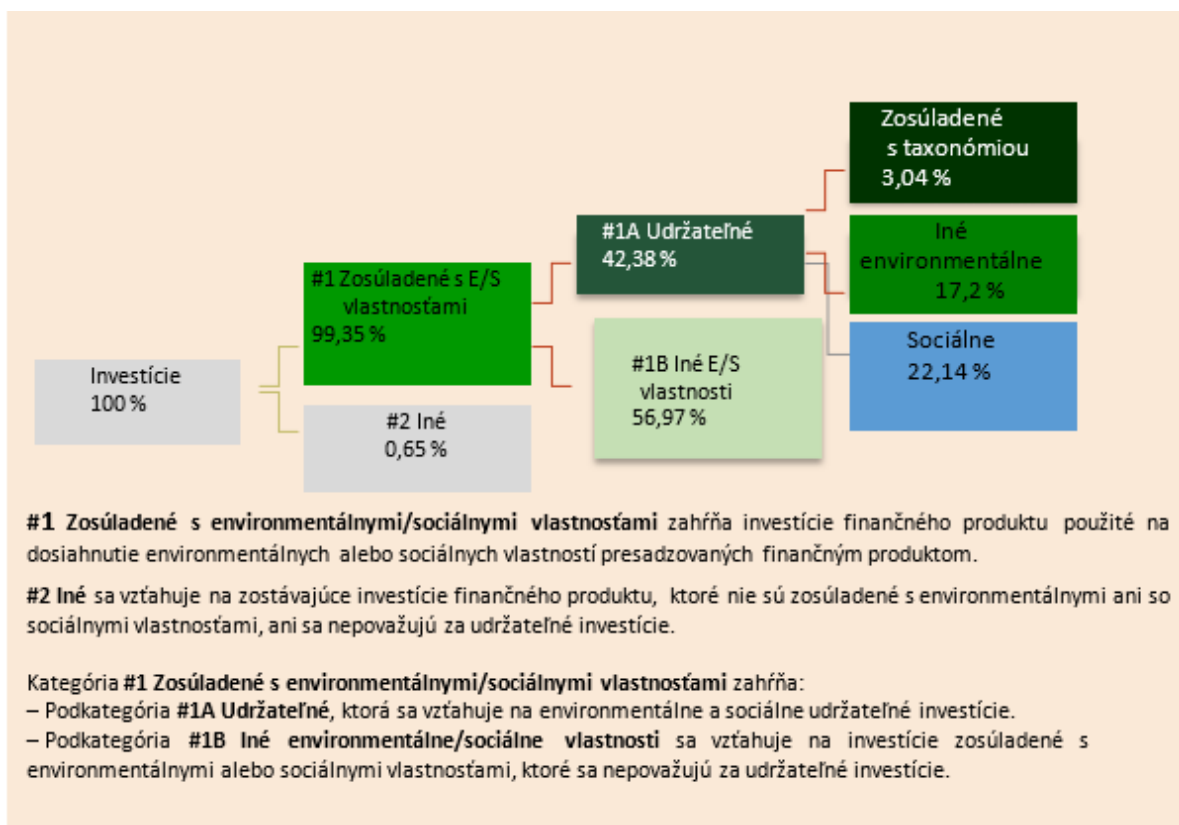 Zosúladené
s taxonómiou
3,04 %
#1A Udržateľné
42,38 %
Iné
environmentálne
17,2 %
#1 Zosúladené s E/S
vlastnosťami
99,35 %
Sociálne
22,14 %
#1B Iné E/S
vlastnosti
56,97 %
Investície
100 %
#2 Iné
0,65 %
#1 Zosúladené s environmentálnymi/sociálnymi vlastnosťami zahŕňa investície finančného produktu použité na
dosiahnutie environmentálnych alebo sociálnych vlastností presadzovaných finančným produktom.
#2 Iné sa vzťahuje na zostávajúce investície finančného produktu, ktoré nie sú zosúladené s environmentálnymi ani so
sociálnymi vlastnosťami, ani sa nepovažujú za udržateľné investície.
Kategória #1 Zosúladené s environmentálnymi/sociálnymi vlastnosťami zahŕňa:
– Podkategória #1A Udržateľné, ktorá sa vzťahuje na environmentálne a sociálne udržateľné investície.
– Podkategória #1B Iné environmentálne/sociálne vlastnosti sa vzťahuje na investície zosúladené s
environmentálnymi alebo sociálnymi vlastnosťami, ktoré sa nepovažujú za udržateľné investície.